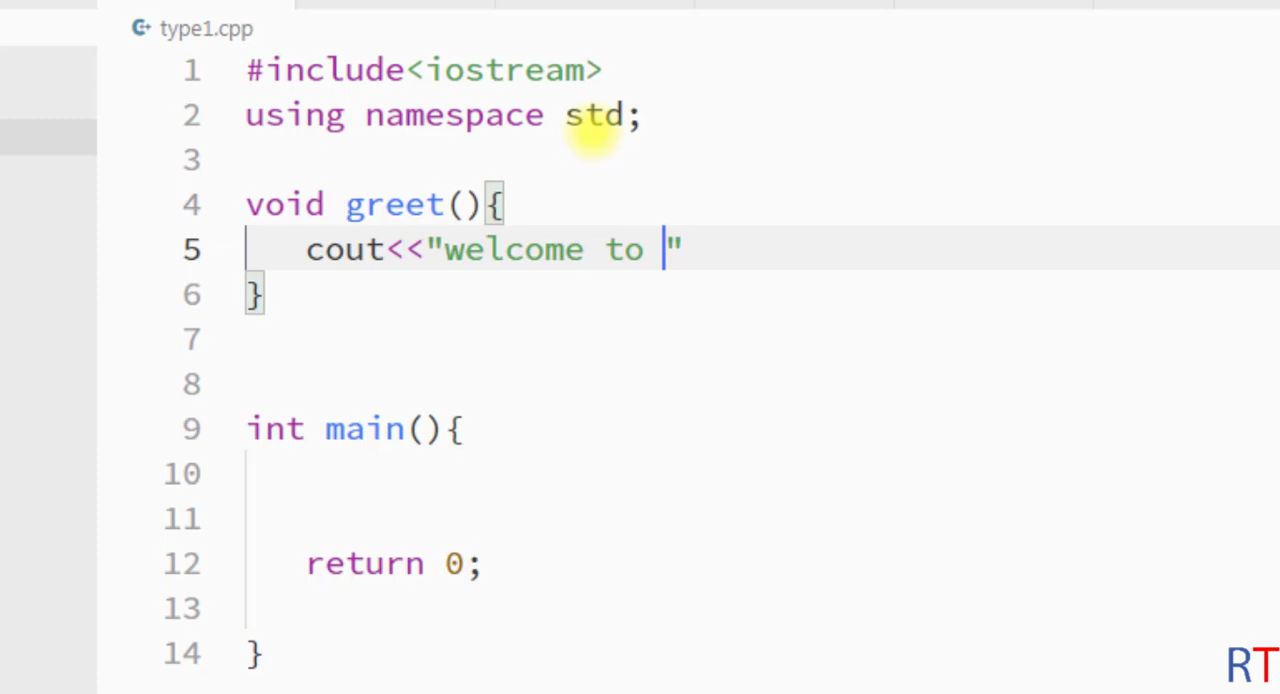 type1.cpp
1 #include<iostream>
2 using namespace std;
3
4 void greet(){
5    cout<<"welcome to "
6 }
7
8
9 int main(){
10
11
12    return 0;
13
14 }
RT